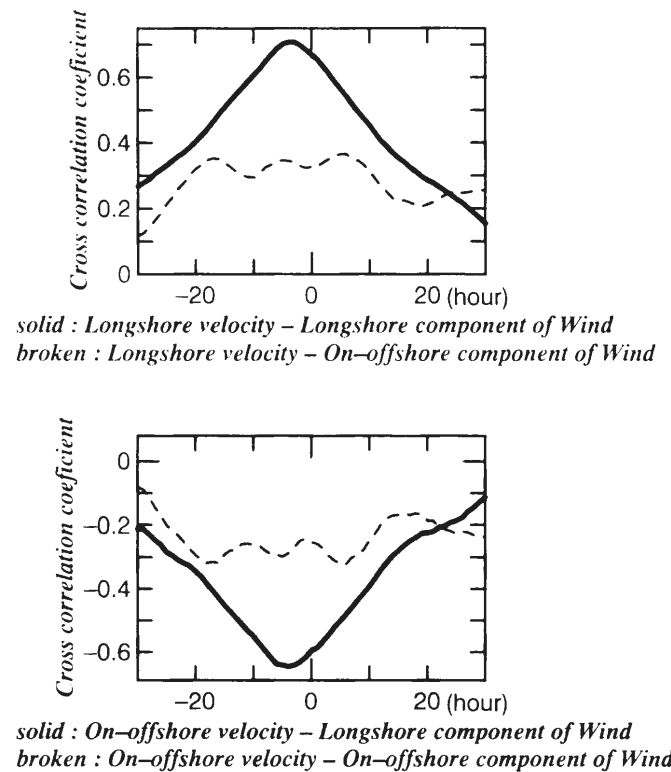 Cross correlation coeficient
0.6
0.4
0.2
0
−20 0 20 (hour)
solid : Longshore velocity – Longshore component of Wind
broken : Longshore velocity – On–offshore component of Wind
Cross correlation coeficient
0
−0.2
−0.4
−0.6
−20 0 20 (hour)
solid : On–offshore velocity – Longshore component of Wind
broken : On–offshore velocity – On–offshore component of Wind